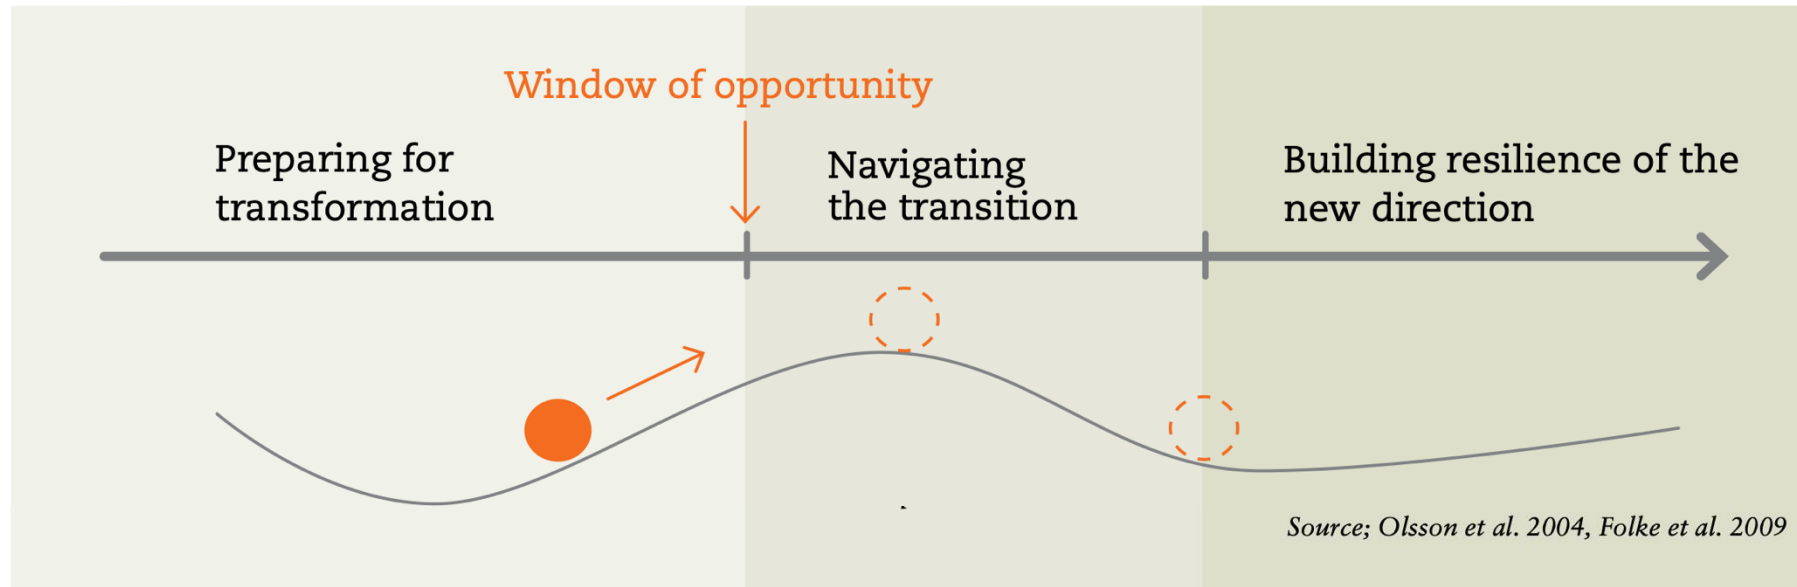 Window of opportunity
Preparing for
transformation
Navigating
the transition
Building resilience of the
new direction
Source; Olsson et al. 2004, Folke et al. 2009